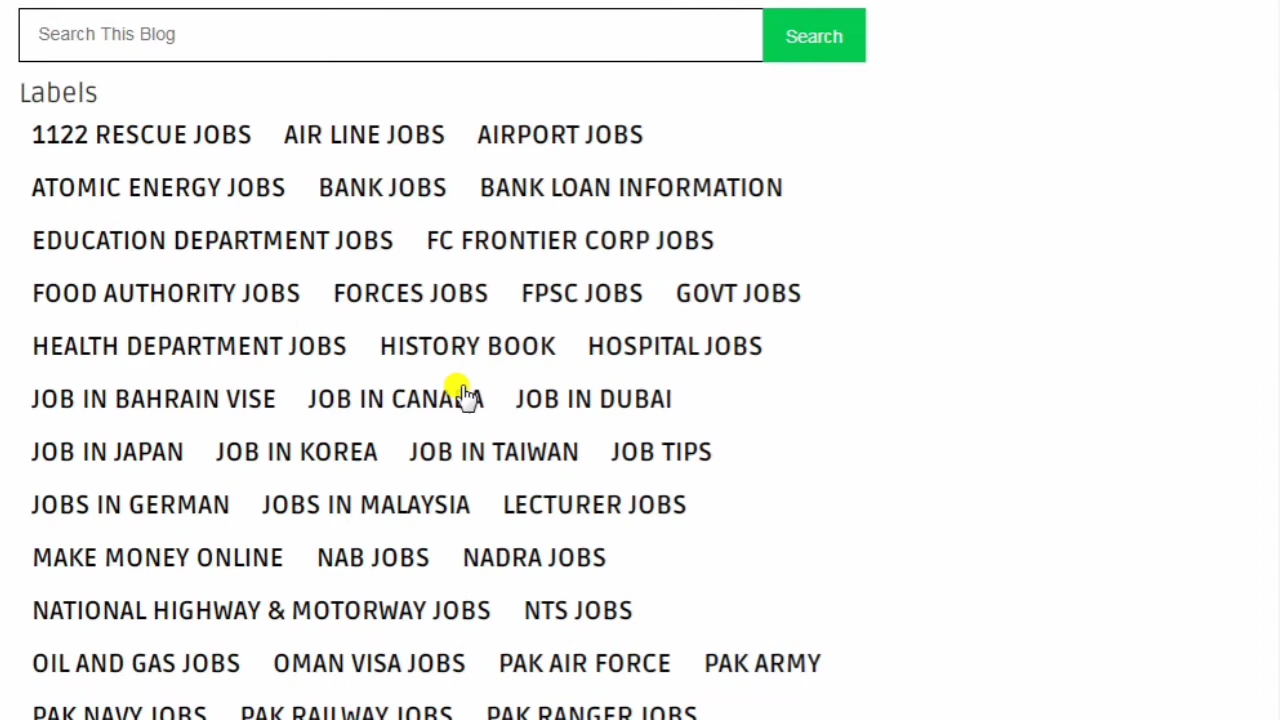 Search This Blog Search
Labels
1122 RESCUE JOBS AIR LINE JOBS AIRPORT JOBS
ATOMIC ENERGY JOBS BANK JOBS BANK LOAN INFORMATION
EDUCATION DEPARTMENT JOBS FC FRONTIER CORP JOBS
FOOD AUTHORITY JOBS FORCES JOBS FPSC JOBS GOVT JOBS
HEALTH DEPARTMENT JOBS HISTORY BOOK HOSPITAL JOBS
JOB IN BAHRAIN VISE JOB IN CANADA JOB IN DUBAI
JOB IN JAPAN JOB IN KOREA JOB IN TAIWAN JOB TIPS
JOBS IN GERMAN JOBS IN MALAYSIA LECTURER JOBS
MAKE MONEY ONLINE NAB JOBS NADRA JOBS
NATIONAL HIGHWAY & MOTORWAY JOBS NTS JOBS
OIL AND GAS JOBS OMAN VISA JOBS PAK AIR FORCE PAK ARMY
PAK NAVY JOBS PAK RAILWAY JOBS PAK RANGER JOBS